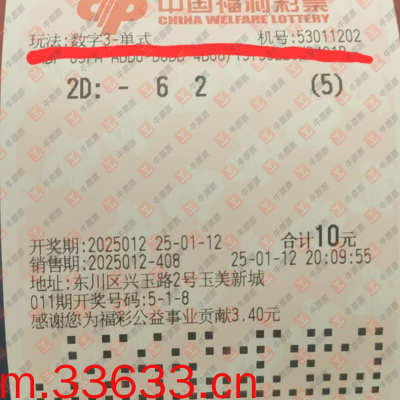 中国福利彩票
CHINA WELFARE LOTTERY
玩法:数字3-单式 机号:53011202
2D: - 6 2 (5)
开奖期:2025012 25-01-12 合计10元
销售期:2025012-408 25-01-12 20:09:55
地址:东川区兴玉路2号玉美新城
011期开奖号码:5-1-8
感谢您为福彩公益事业贡献3.40元
m.33633.cn